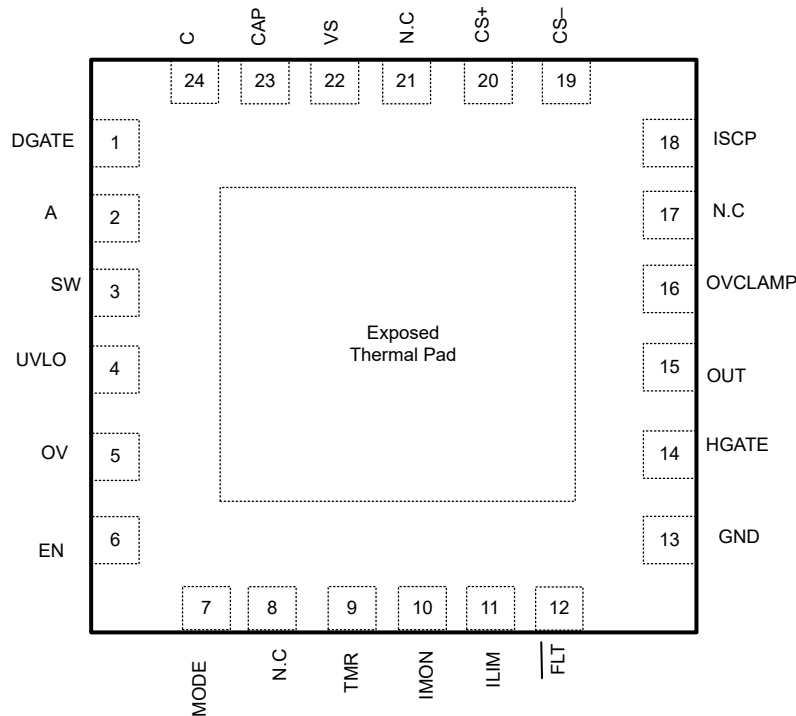 C
CAP
VS
N.C
CS+
CS–
24
23
22
21
20
19
DGATE
1
18
ISCP
A
2
17
N.C
SW
3
16
OVCLAMP
Exposed
Thermal Pad
UVLO
4
15
OUT
OV
5
14
HGATE
EN
6
13
GND
7
8
9
10
11
12
MODE
N.C
TMR
IMON
ILIM
FLT